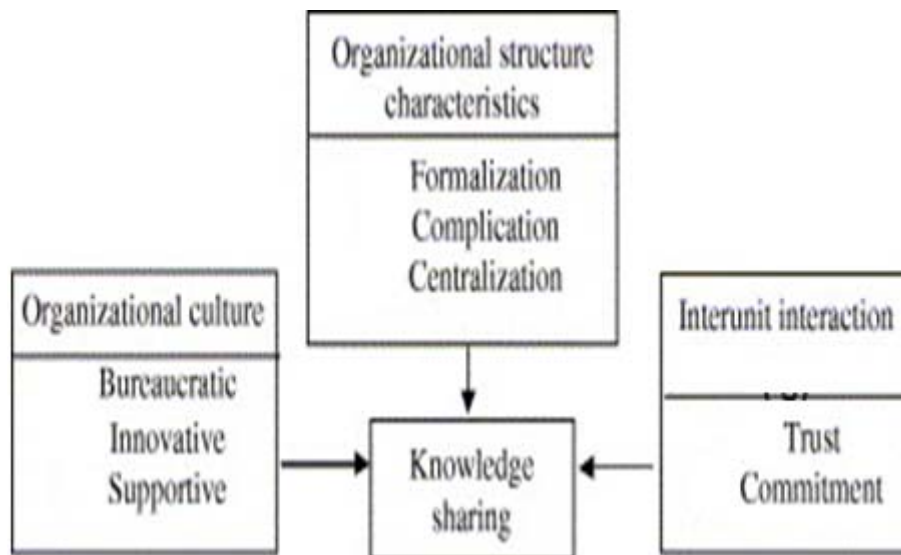 Organizational structure
characteristics
Formalization
Complication
Centralization
Organizational culture
Bureaucratic
Innovative
Supportive
Interunit interaction
Trust
Commitment
Knowledge
sharing